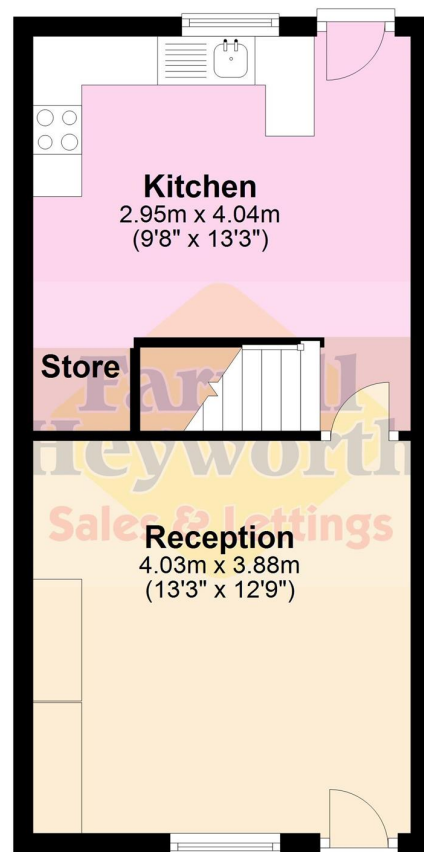 Kitchen
2.95m x 4.04m
(9'8" x 13'3")
Store
Farrell
Heyworth
Sales & Lettings
Reception
4.03m x 3.88m
(13'3" x 12'9")